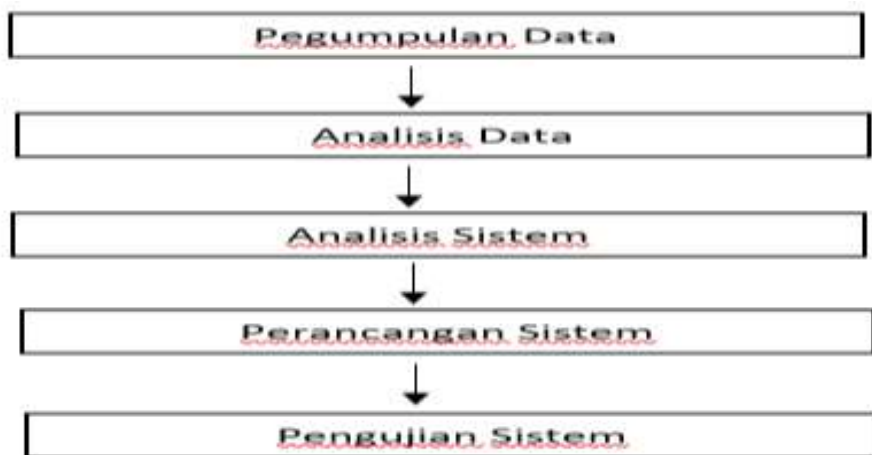 Pegumpulan Data
Analisis Data
Analisis Sistem
Perancangan Sistem
Pengujian Sistem